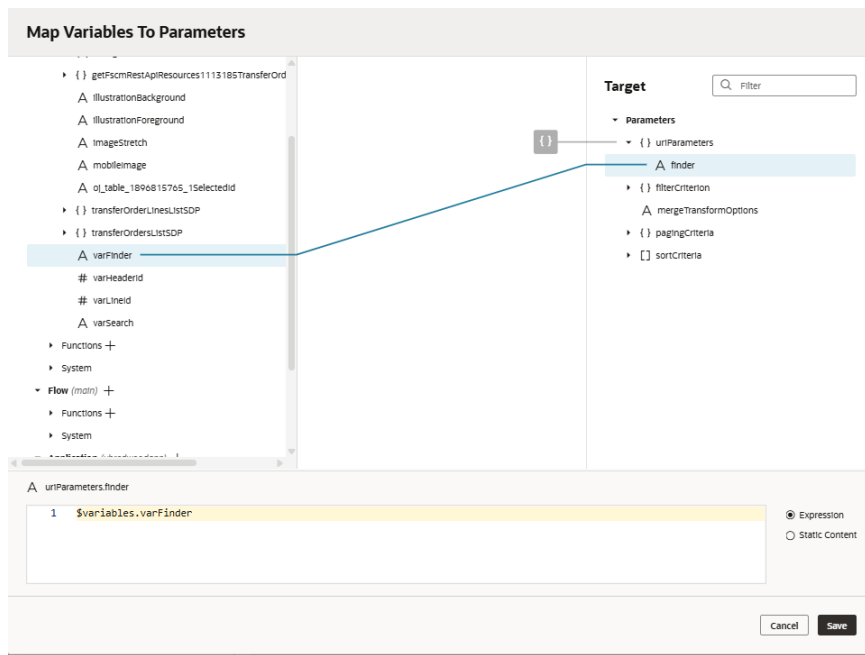 Map Variables To Parameters
{ } getFscmRestApiResources1113185TransferOrd
A IllustrationBackground
A IllustrationForeground
A ImageStretch
A mobileImage
A oj_table_1896815765_1SelectedId
{ } transferOrderLinesListSDP
{ } transferOrdersListSDP
A varFinder
# varHeaderId
# varLineId
A varSearch
Functions +
System
Flow (main) +
Functions +
System
Target
Filter
Parameters
{ }
{ } uriParameters
A finder
{ } filterCriterion
A mergeTransformOptions
{ } pagingCriteria
[] sortCriteria
A uriParameters.finder
1 $variables.varFinder
Expression
Static Content
Cancel
Save